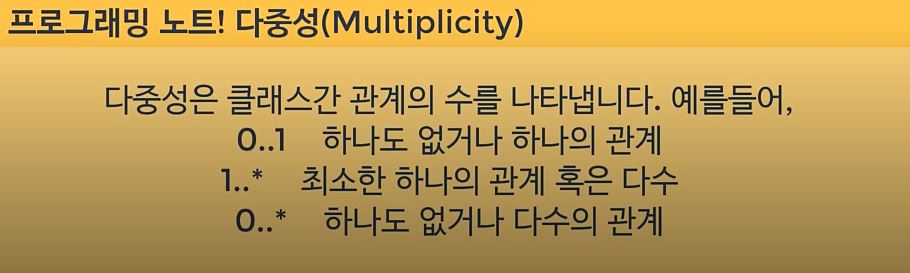 프로그래밍 노트! 다중성(Multiplicity)
다중성은 클래스간 관계의 수를 나타냅니다. 예를들어,
0..1 하나도 없거나 하나의 관계
1..* 최소한 하나의 관계 혹은 다수
0..* 하나도 없거나 다수의 관계